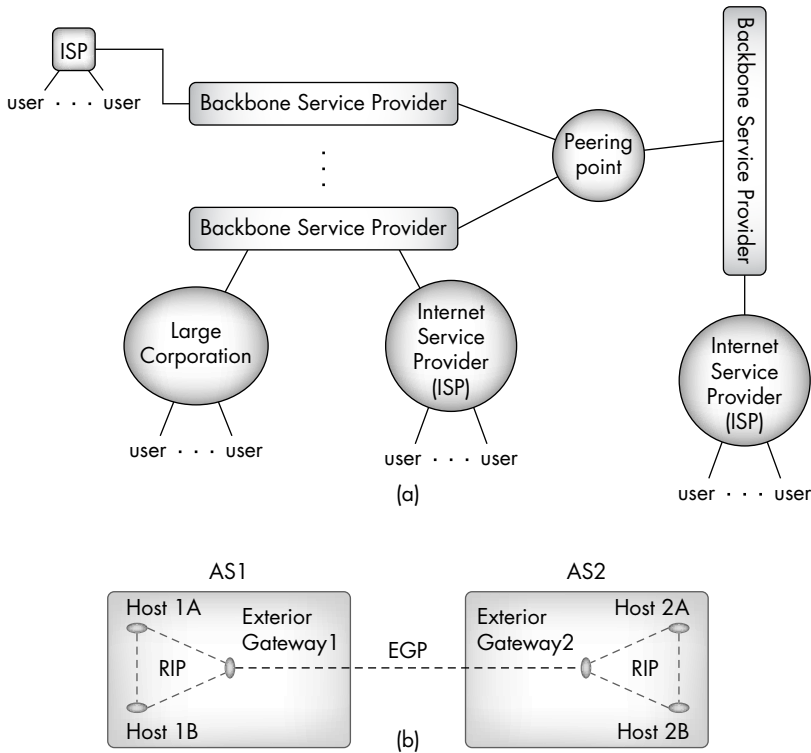 ISP
user . . . user
Backbone Service Provider
.
.
.
Backbone Service Provider
Peering
point
Backbone Service Provider
Large
Corporation
user . . . user
Internet
Service
Provider
(ISP)
user . . . user
Internet
Service
Provider
(ISP)
user . . . user
(a)
AS1
Host 1A
Exterior
Gateway1
RIP
Host 1B
EGP
AS2
Exterior
Gateway2
Host 2A
RIP
Host 2B
(b)